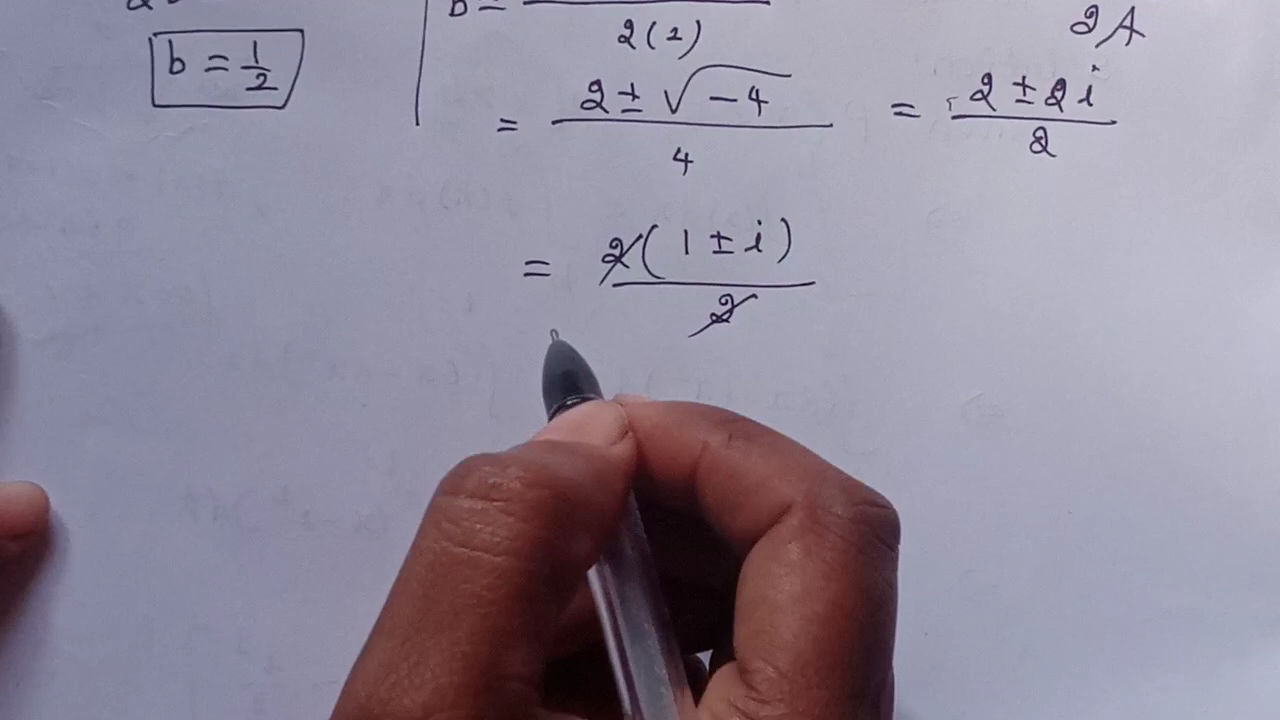 b = 1/2
b =
2(2)
2A
= 2 ± √-4 / 4 = 2 ± 2i / 2
= 2(1 ± i) / 2